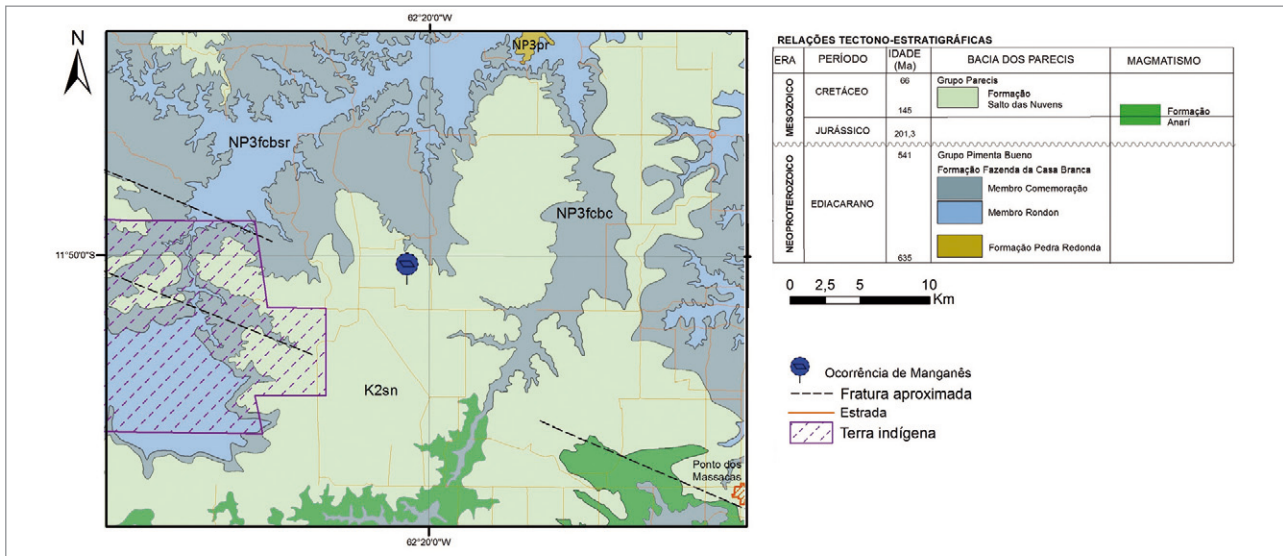 62°20'0"W
N
NP3pr
NP3fcbsr
NP3fcbc
11°50'0"S
K2sn
Ponto dos
Massacas
62°20'0"W
RELAÇÕES TECTONO-ESTRATIGRÁFICAS
ERA PERÍODO IDADE (Ma) BACIA DOS PARECIS MAGMATISMO
MESOZOICO
CRETÁCEO
66
Grupo Parecis
Formação
Salto das Nuvens
145
JURÁSSICO
201,3
Formação
Anarí
NEOPROTEROZOICO
EDIACARANO
541
Grupo Pimenta Bueno
Formação Fazenda da Casa Branca
Membro Comemoração
Membro Rondon
Formação Pedra Redonda
635
0 2,5 5 10
Km
Ocorrência de Manganês
Fratura aproximada
Estrada
Terra indígena